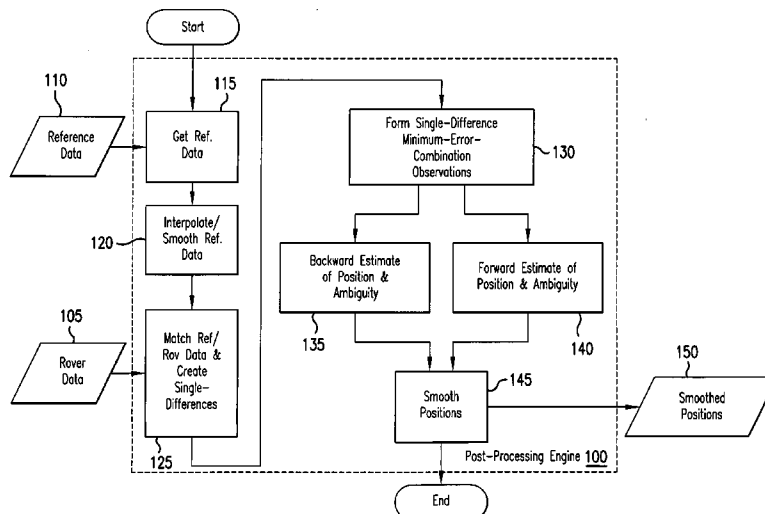 Start
110
115
Reference
Data
Get Ref.
Data
Form Single-Difference
Minimum-Error-
Combination
Observations
130
120
Interpolate/
Smooth Ref.
Data
Backward Estimate
of Position &
Ambiguity
135
Forward Estimate of
Position & Ambiguity
140
105
Rover
Data
Match Ref/
Rov Data &
Create
Single-
Differences
125
Smooth
Positions
145
150
Smoothed
Positions
Post-Processing Engine 100
End